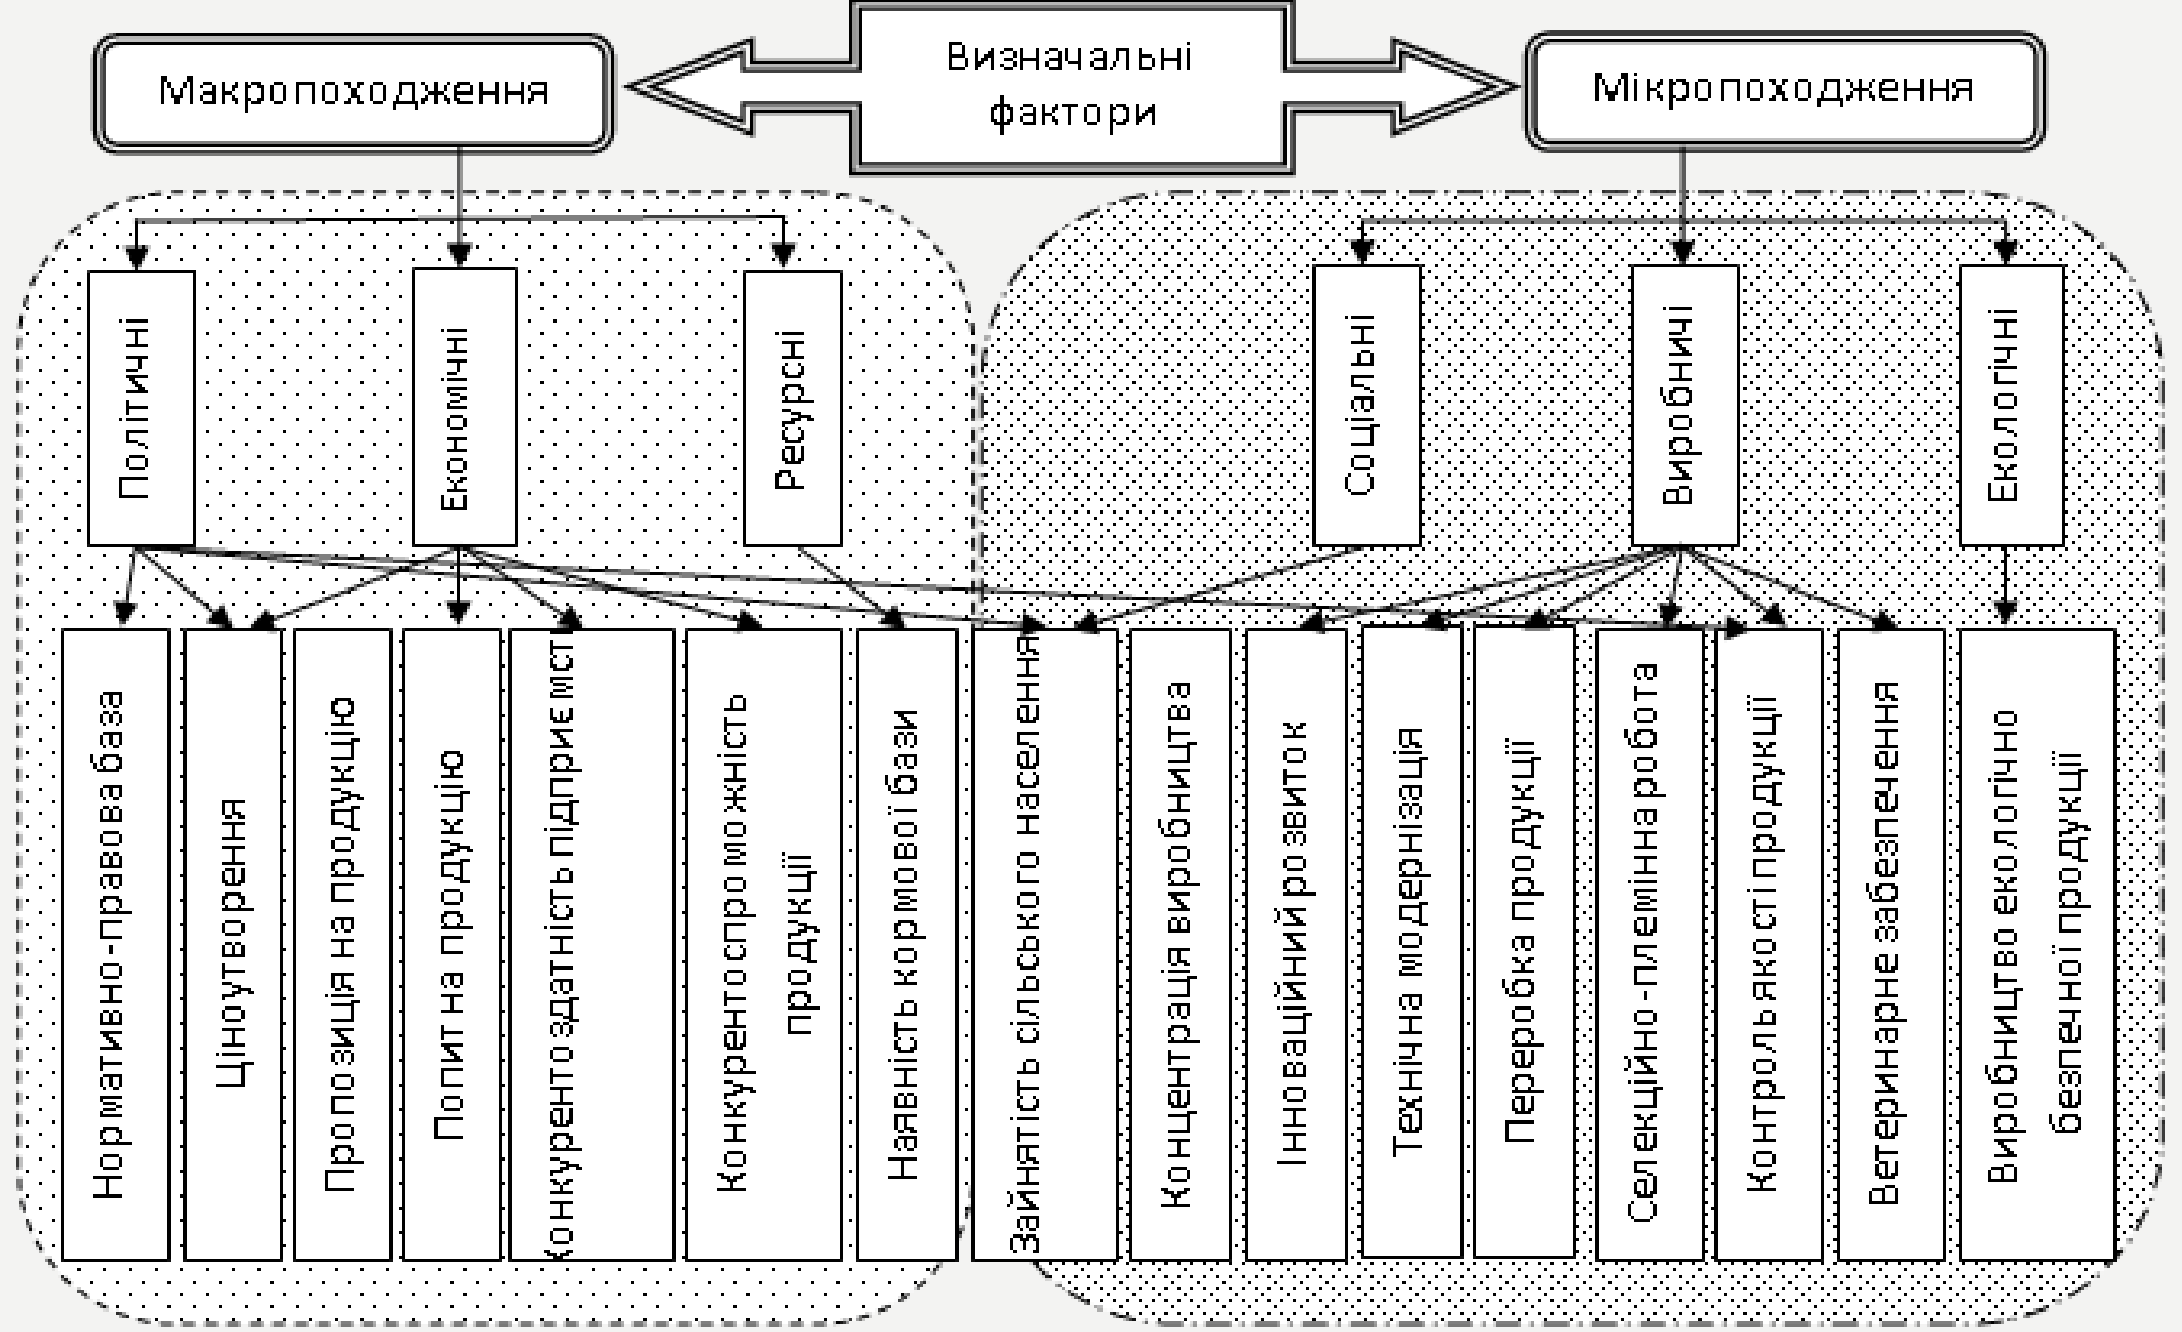 Визначальні
фактори
Макропоходження
Мікропоходження
Політичні
Економічні
Ресурсні
Соціальні
Виробничі
Екологічні
Нормативно-правова база
Ціноутворення
Пропозиція на продукцію
Попит на продукцію
Конкурентоздатність підприємст
Конкурентоспроможність
продукції
Наявність кормової бази
Зайнятість сільського населення
Концентрація виробництва
Інноваційний розвиток
Технічна модернізація
Переробка продукції
Селекційно-племінна робота
Контроль якості продукції
Ветеринарне забезпечення
Виробництво екологічно
безпечної продукції